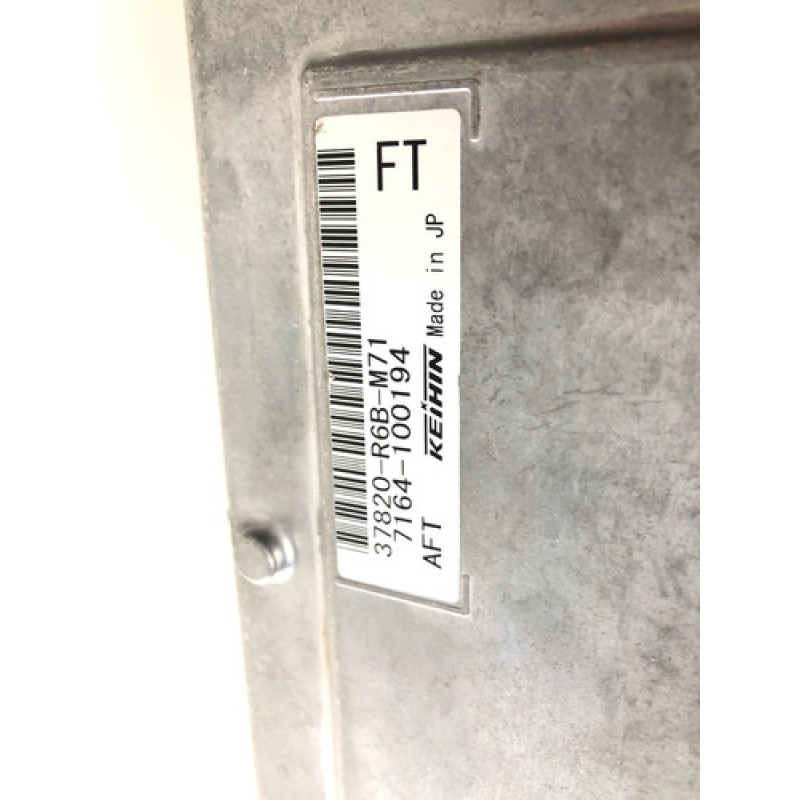 37820-R6B-M71 FT
7164-100194
AFT KEIHIN Made in JP